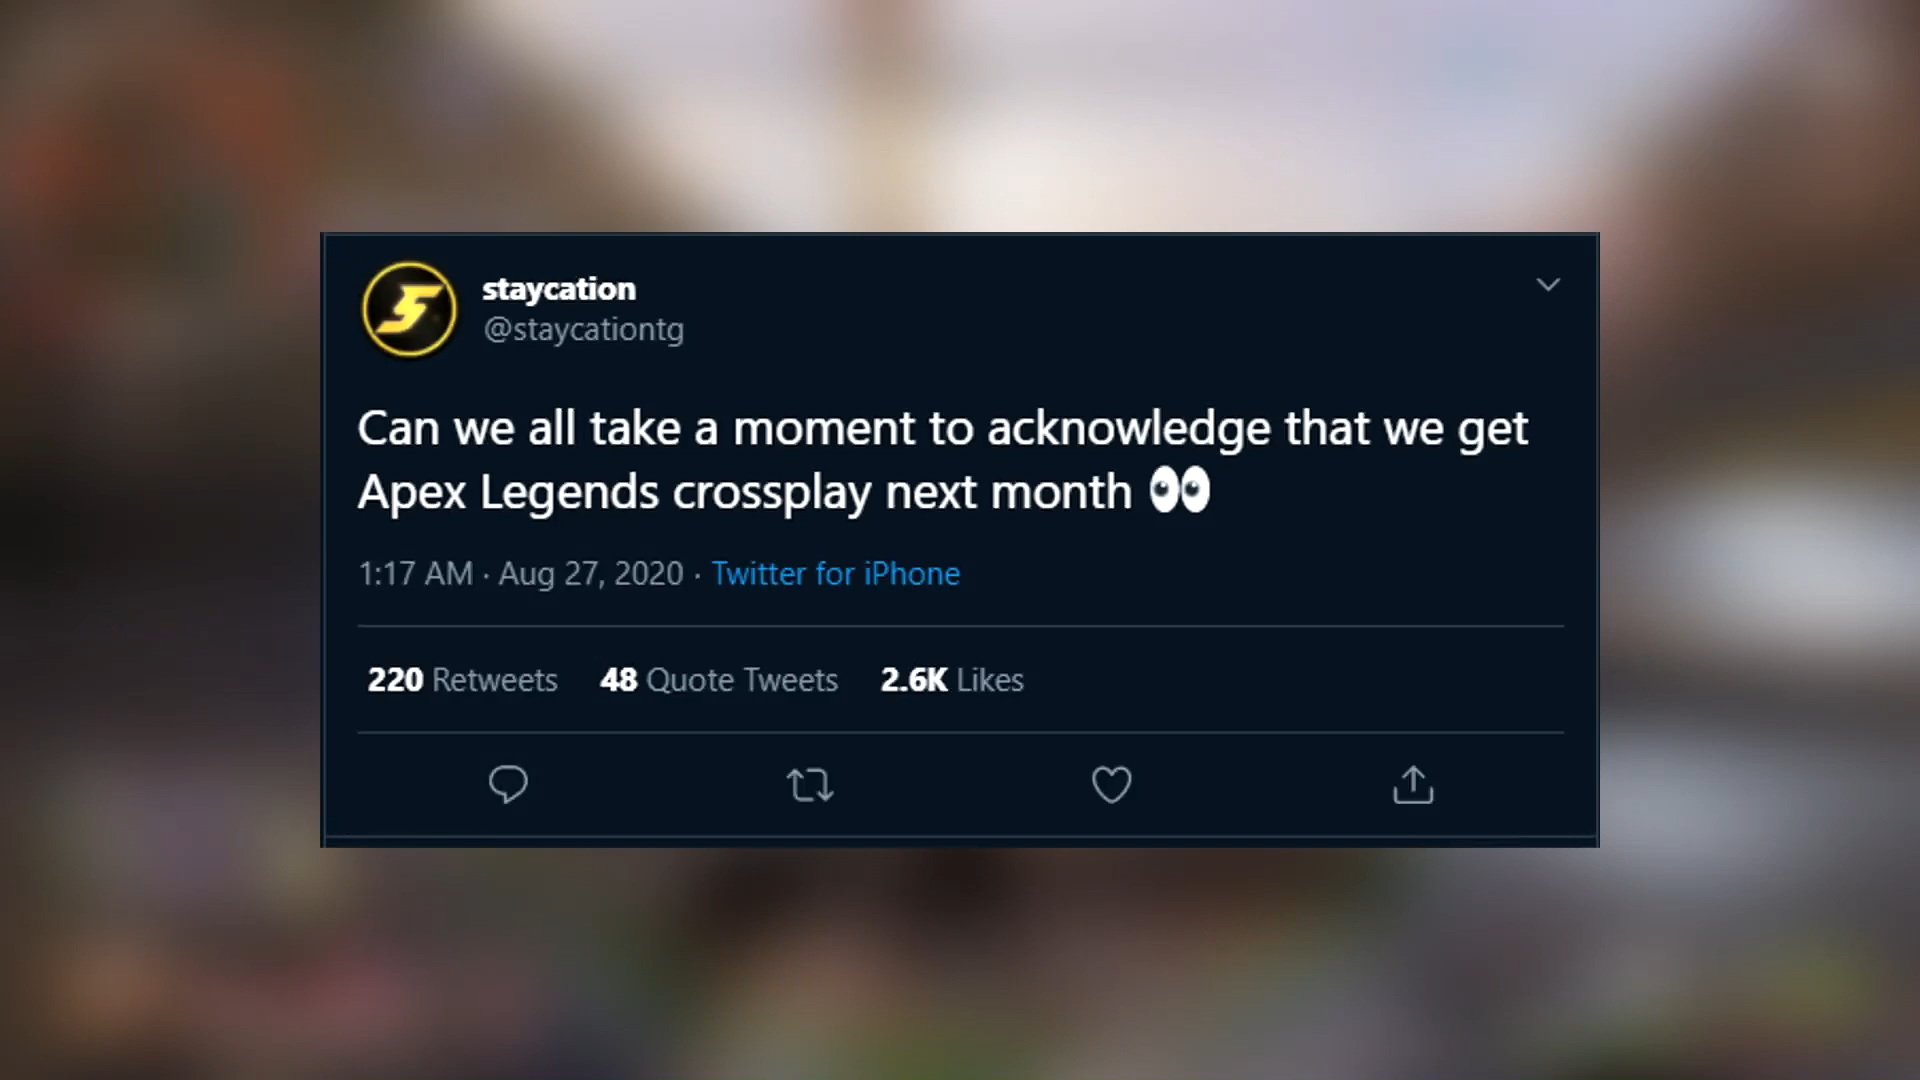 staycation
@staycationtg
Can we all take a moment to acknowledge that we get
Apex Legends crossplay next month 👀
1:17 AM · Aug 27, 2020 · Twitter for iPhone
220 Retweets 48 Quote Tweets 2.6K Likes